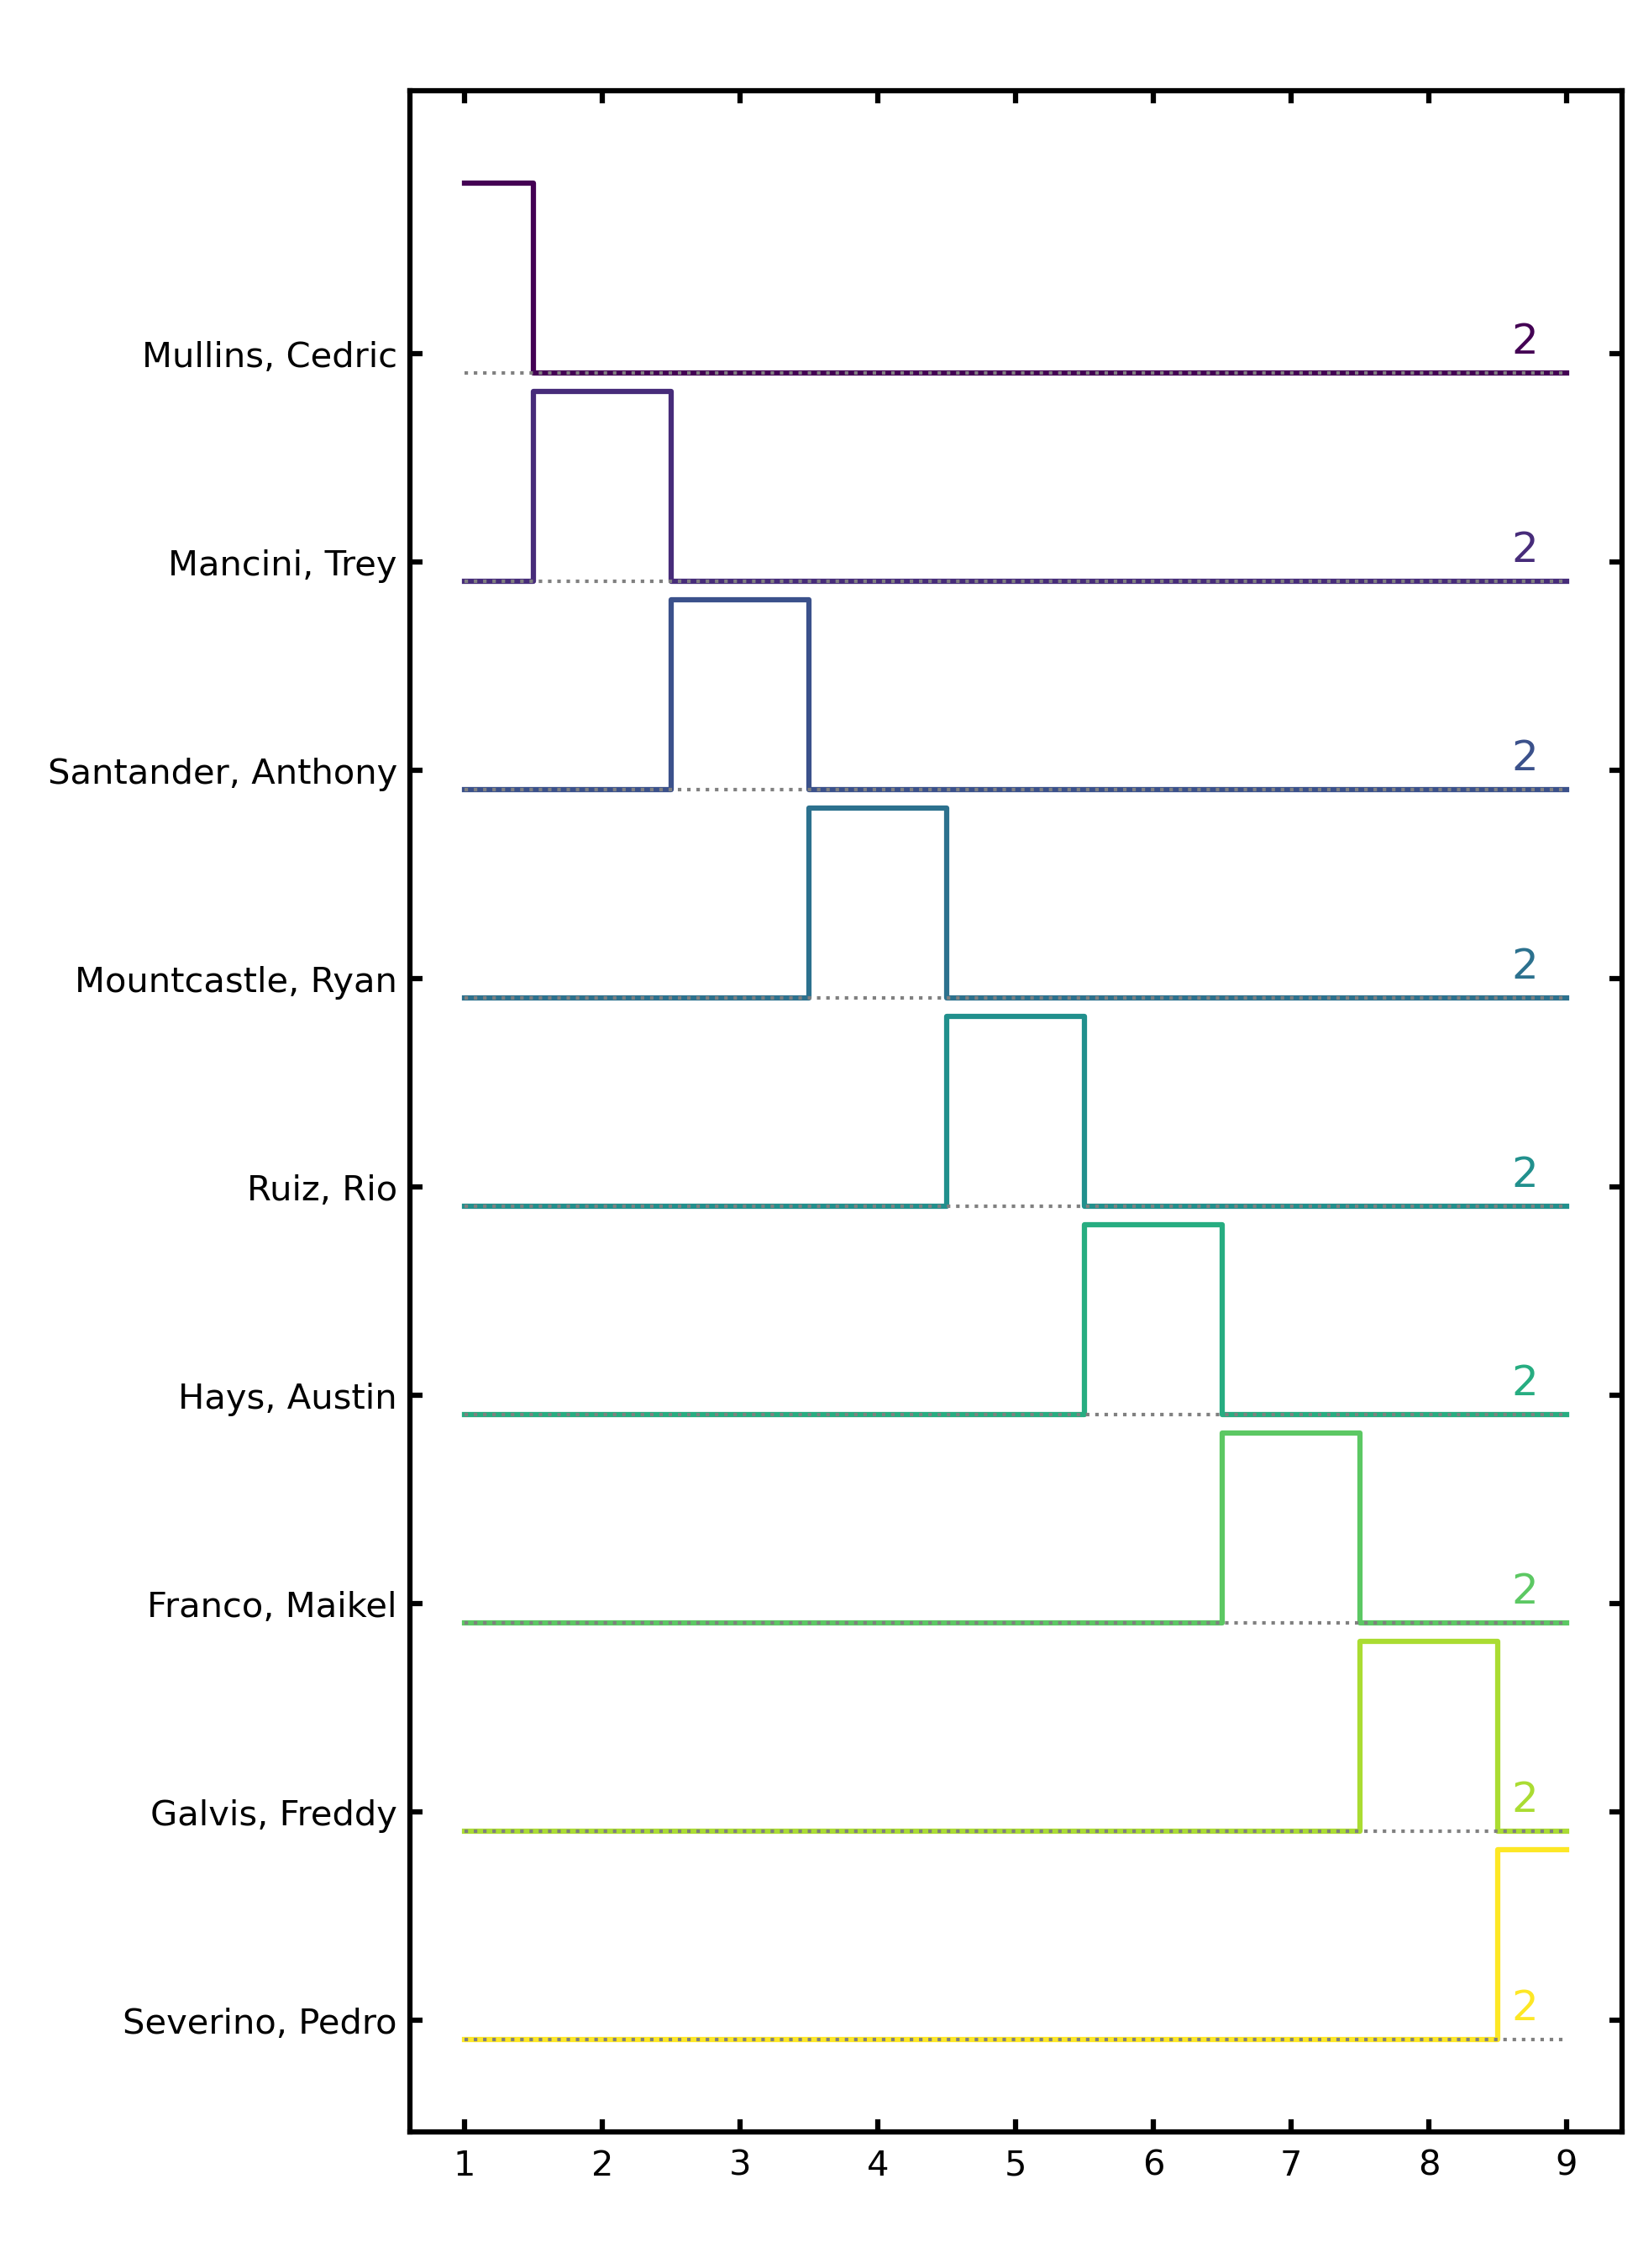 Mullins, Cedric 2
Mancini, Trey 2
Santander, Anthony 2
Mountcastle, Ryan 2
Ruiz, Rio 2
Hays, Austin 2
Franco, Maikel 2
Galvis, Freddy 2
Severino, Pedro 2
1 2 3 4 5 6 7 8 9